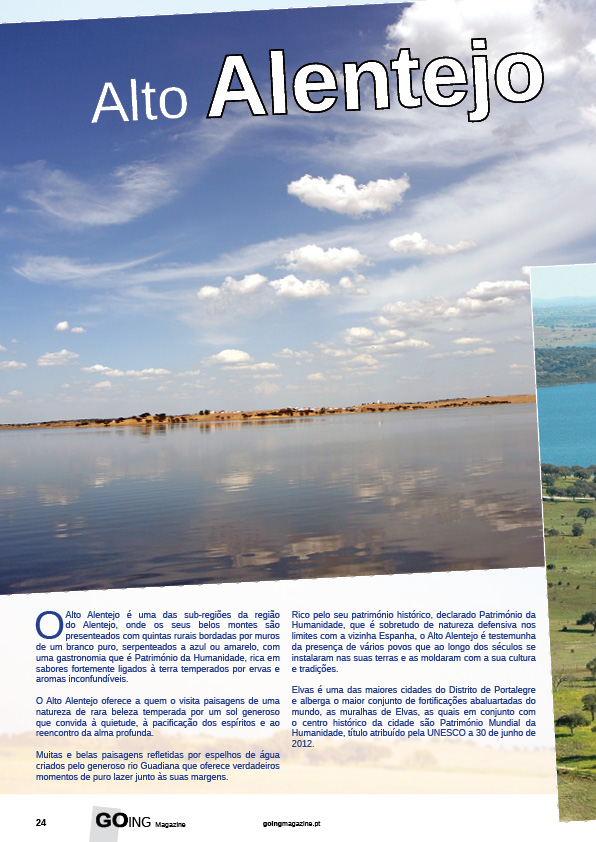 Alto Alentejo
O Alto Alentejo é uma das sub-regiões da região
do Alentejo, onde os seus belos montes são
presenteados com quintas rurais bordadas por muros
de um branco puro, serpenteados a azul ou amarelo, com
uma gastronomia que é Património da Humanidade, rica em
sabores fortemente ligados à terra temperados por ervas e
aromas inconfundíveis.
O Alto Alentejo oferece a quem o visita paisagens de uma
natureza de rara beleza temperada por um sol generoso
que convida à quietude, à pacificação dos espíritos e ao
reencontro da alma profunda.
Muitas e belas paisagens refletidas por espelhos de água
criados pelo generoso rio Guadiana que oferece verdadeiros
momentos de puro lazer junto às suas margens.
Rico pelo seu património histórico, declarado Património da
Humanidade, que é sobretudo de natureza defensiva nos
limites com a vizinha Espanha, o Alto Alentejo é testemunha
da presença de vários povos que ao longo dos séculos se
instalaram nas suas terras e as moldaram com a sua cultura
e tradições.
Elvas é uma das maiores cidades do Distrito de Portalegre
e alberga o maior conjunto de fortificações abaluartadas do
mundo, as muralhas de Elvas, as quais em conjunto com
o centro histórico da cidade são Património Mundial da
Humanidade, título atribuído pela UNESCO a 30 de junho de
2012.
24 GOING Magazine goingmagazine.pt